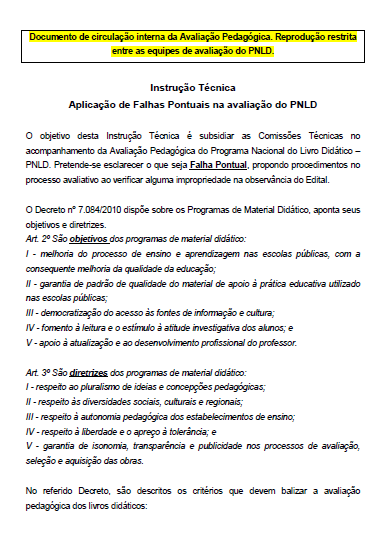 Documento de circulação interna da Avaliação Pedagógica. Reprodução restrita
entre as equipes de avaliação do PNLD.
Instrução Técnica
Aplicação de Falhas Pontuais na avaliação do PNLD
O objetivo desta Instrução Técnica é subsidiar as Comissões Técnicas no
acompanhamento da Avaliação Pedagógica do Programa Nacional do Livro Didático –
PNLD. Pretende-se esclarecer o que seja Falha Pontual, propondo procedimentos no
processo avaliativo ao verificar alguma impropriedade na observância do Edital.
O Decreto nº 7.084/2010 dispõe sobre os Programas de Material Didático, aponta seus
objetivos e diretrizes.
Art. 2º São objetivos dos programas de material didático:
I - melhoria do processo de ensino e aprendizagem nas escolas públicas, com a
consequente melhoria da qualidade da educação;
II - garantia de padrão de qualidade do material de apoio à prática educativa utilizado
nas escolas públicas;
III - democratização do acesso às fontes de informação e cultura;
IV - fomento à leitura e o estímulo à atitude investigativa dos alunos; e
V - apoio à atualização e ao desenvolvimento profissional do professor.
Art. 3º São diretrizes dos programas de material didático:
I - respeito ao pluralismo de ideias e concepções pedagógicas;
II - respeito às diversidades sociais, culturais e regionais;
III - respeito à autonomia pedagógica dos estabelecimentos de ensino;
IV - respeito à liberdade e o apreço à tolerância; e
V - garantia de isonomia, transparência e publicidade nos processos de avaliação,
seleção e aquisição das obras.
No referido Decreto, são descritos os critérios que devem balizar a avaliação
pedagógica dos livros didáticos: